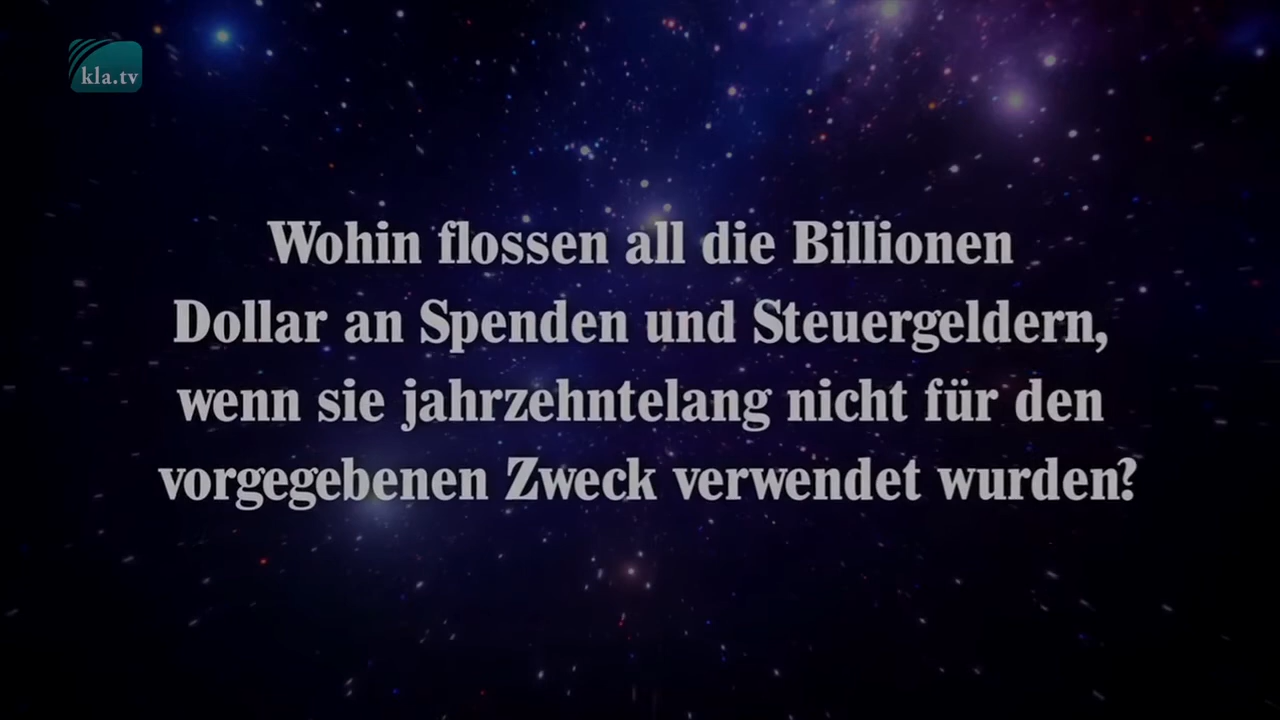 kla.tv
Wohin flossen all die Billionen
Dollar an Spenden und Steuergeldern,
wenn sie jahrzehntelang nicht für den
vorgegebenen Zweck verwendet wurden?